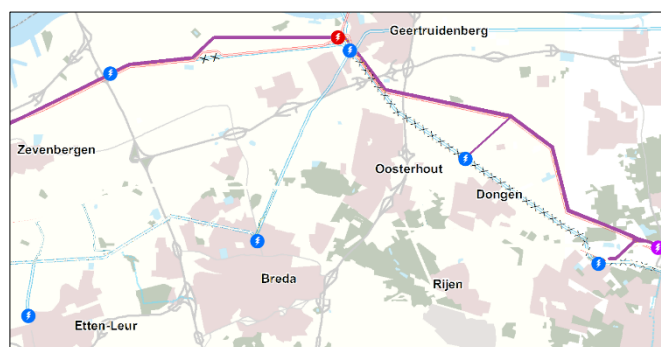 Geertruidenberg
Zevenbergen
Oosterhout
Dongen
Breda
Rijen
Etten-Leur